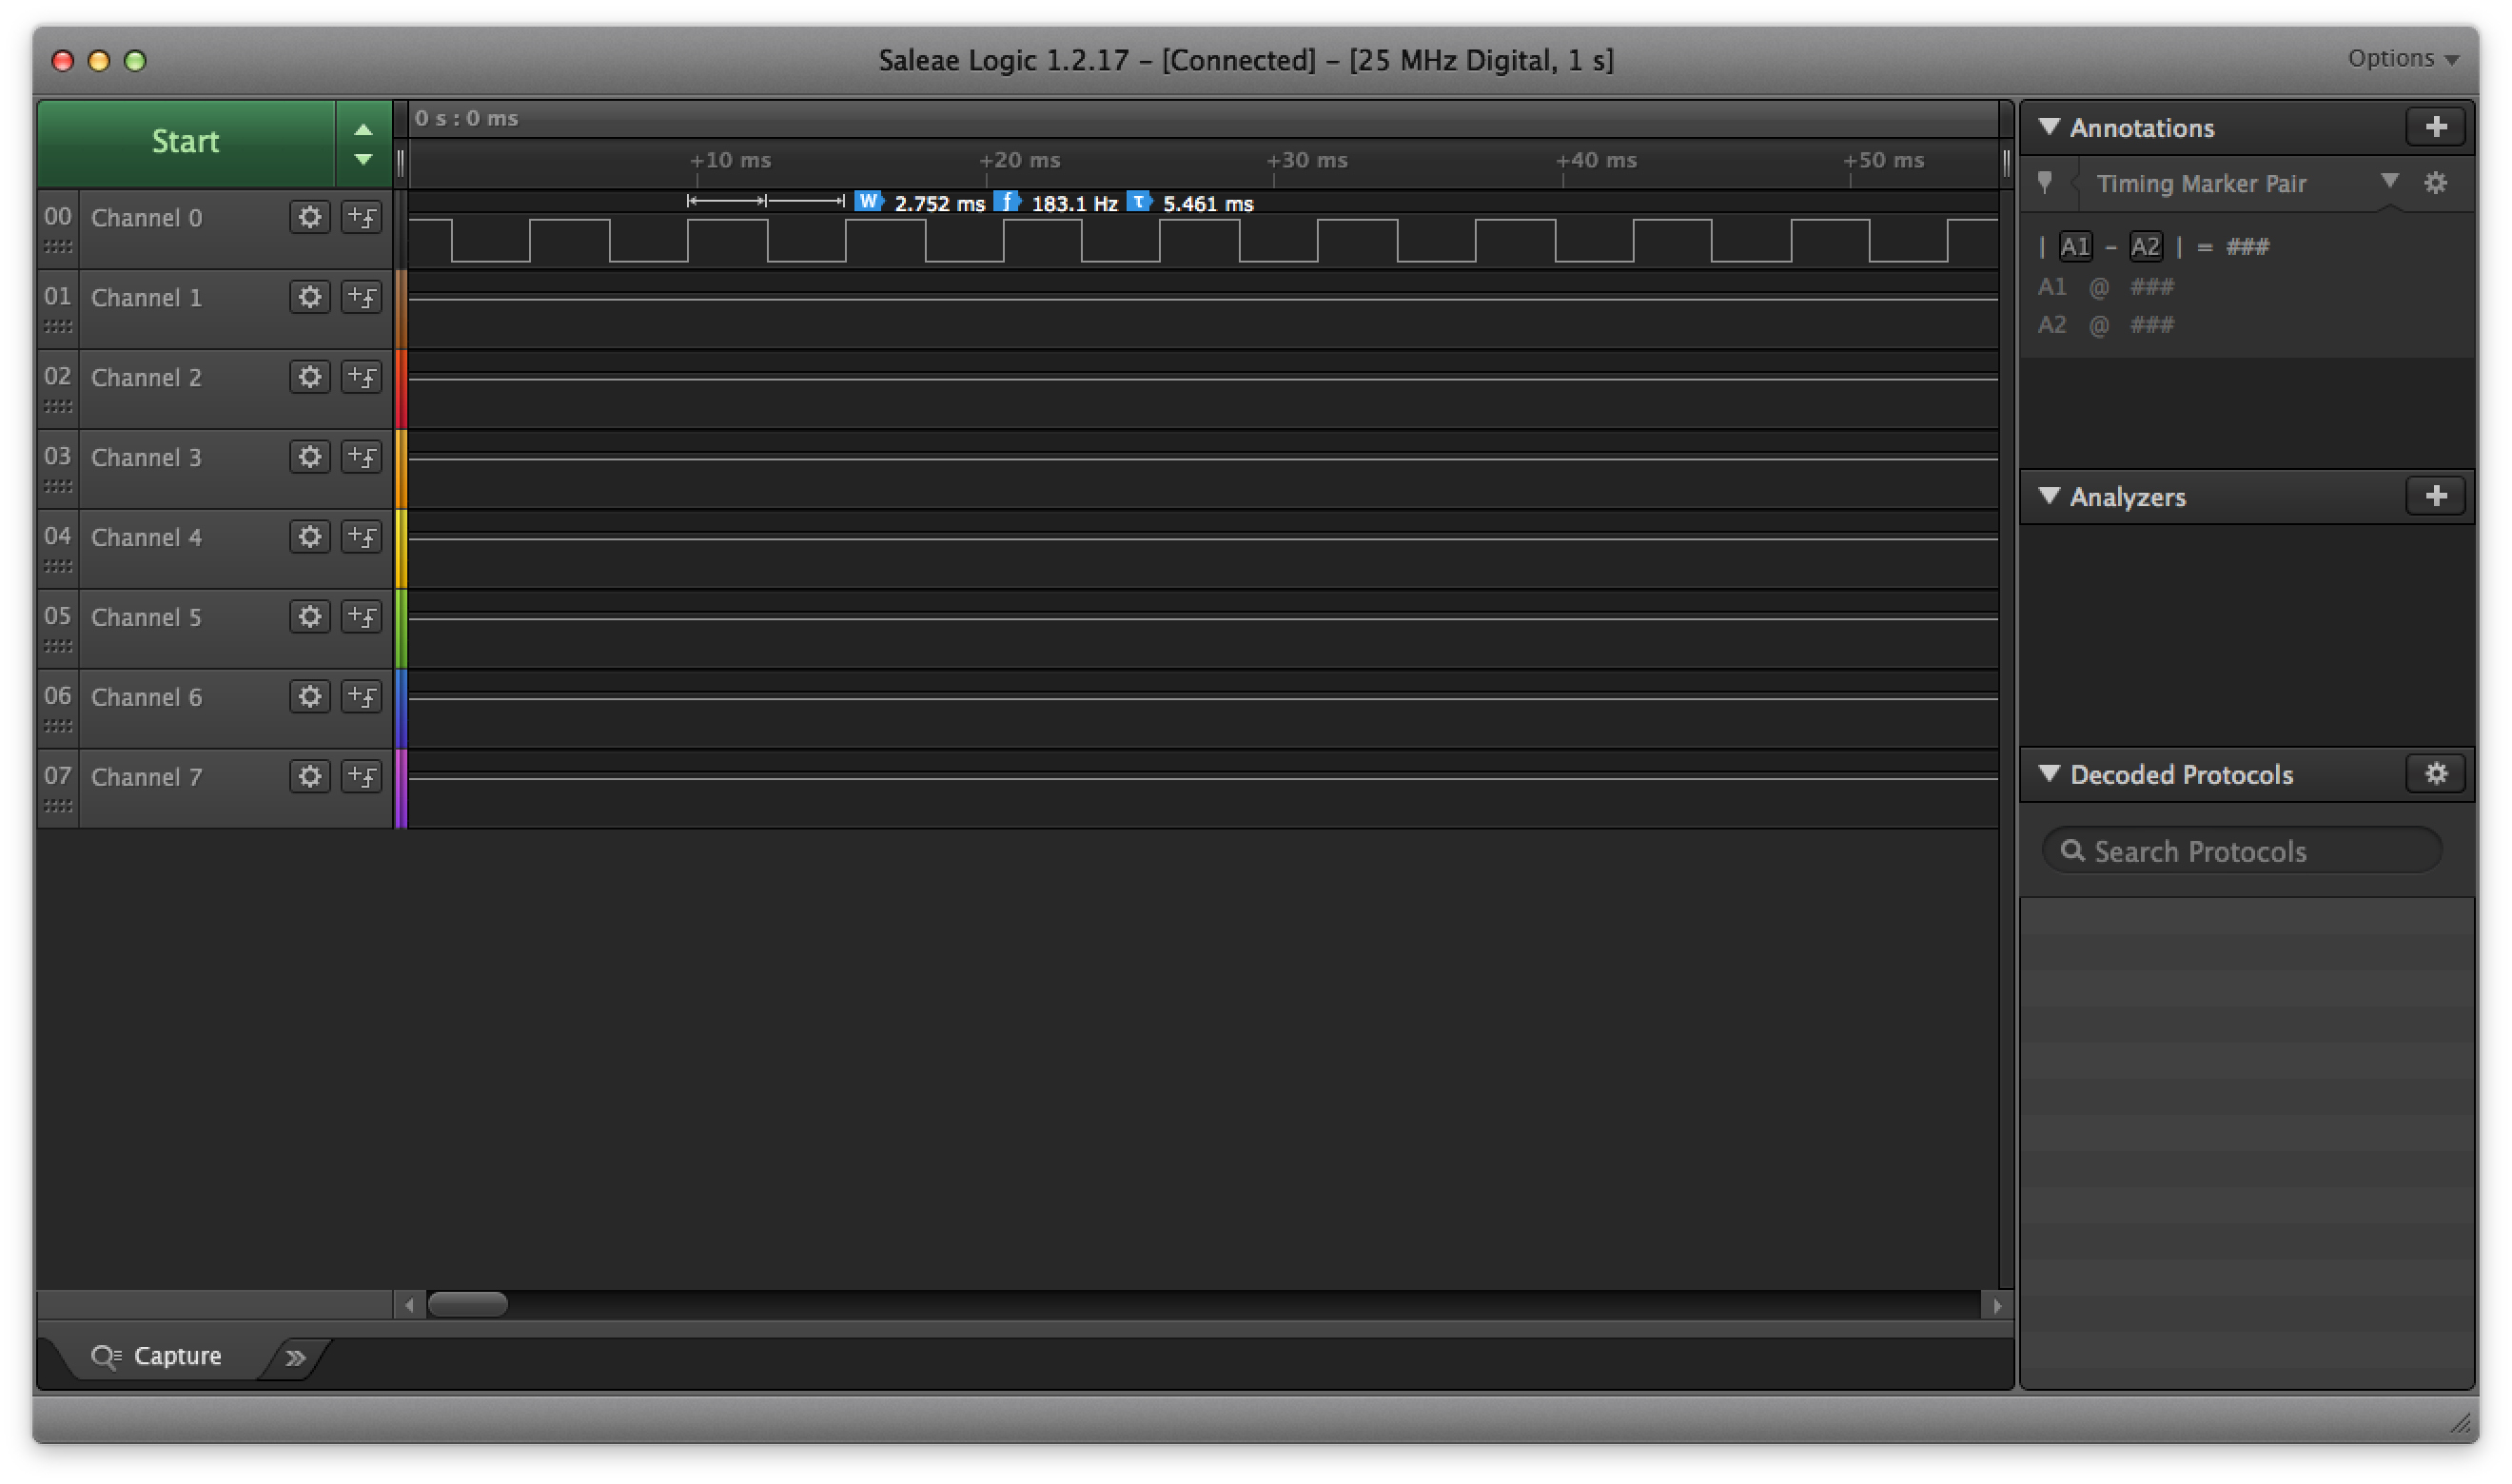 Saleae Logic 1.2.17 – [Connected] – [25 MHz Digital, 1 s]
Options
Start
0 s : 0 ms
+10 ms +20 ms +30 ms +40 ms +50 ms
W 2.752 ms f 183.1 Hz τ 5.461 ms
00 Channel 0
01 Channel 1
02 Channel 2
03 Channel 3
04 Channel 4
05 Channel 5
06 Channel 6
07 Channel 7
Annotations
Timing Marker Pair
| A1 – A2 | = ###
A1 @ ###
A2 @ ###
Analyzers
Decoded Protocols
Search Protocols
Capture